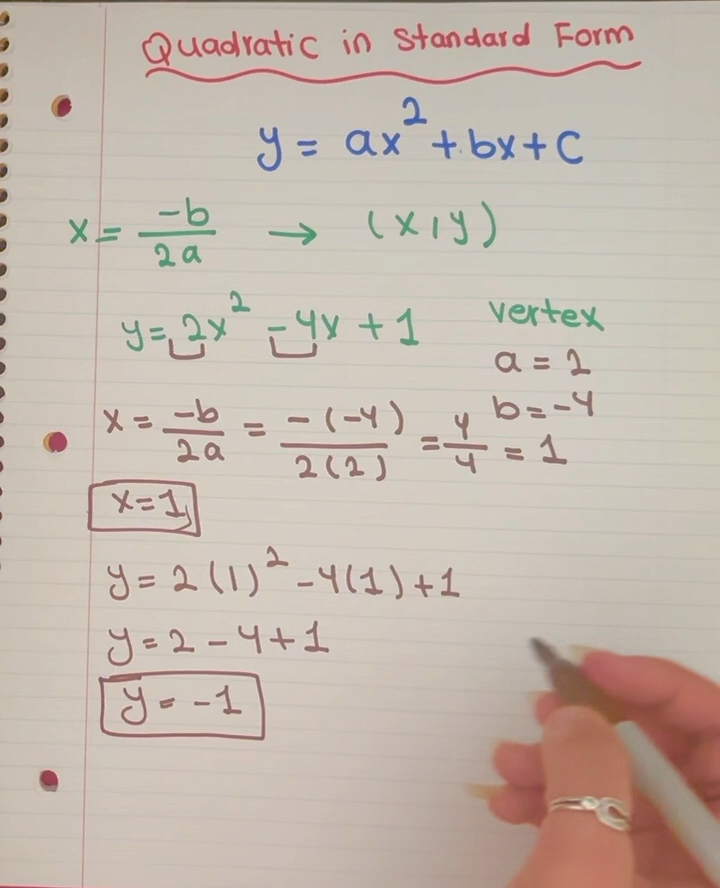 Quadratic in Standard Form
y = ax² + bx + c
x = -b/2a → (x,y)
y = 2x² - 4x + 1
vertex
a = 2
b = -4
x = -b/2a = -(-4)/2(2) = 4/4 = 1
x = 1
y = 2(1)² - 4(1) + 1
y = 2 - 4 + 1
y = -1